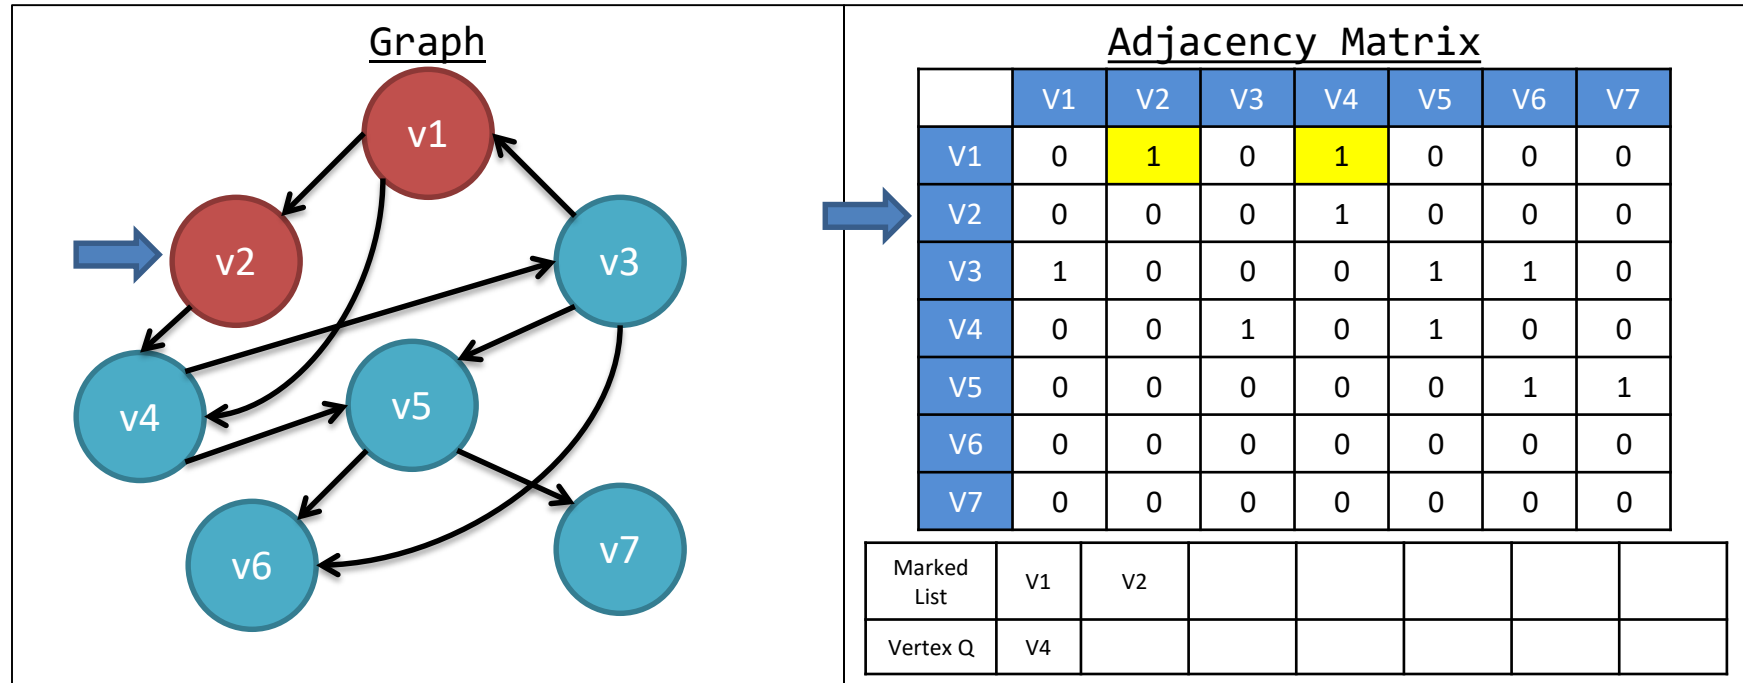 Graph
v1
v2
v3
v4
v5
v6
v7
Adjacency Matrix
V1 V2 V3 V4 V5 V6 V7
V1 0 1 0 1 0 0 0
V2 0 0 0 1 0 0 0
V3 1 0 0 0 1 1 0
V4 0 0 1 0 1 0 0
V5 0 0 0 0 0 1 1
V6 0 0 0 0 0 0 0
V7 0 0 0 0 0 0 0
Marked
List
V1 V2
Vertex Q V4